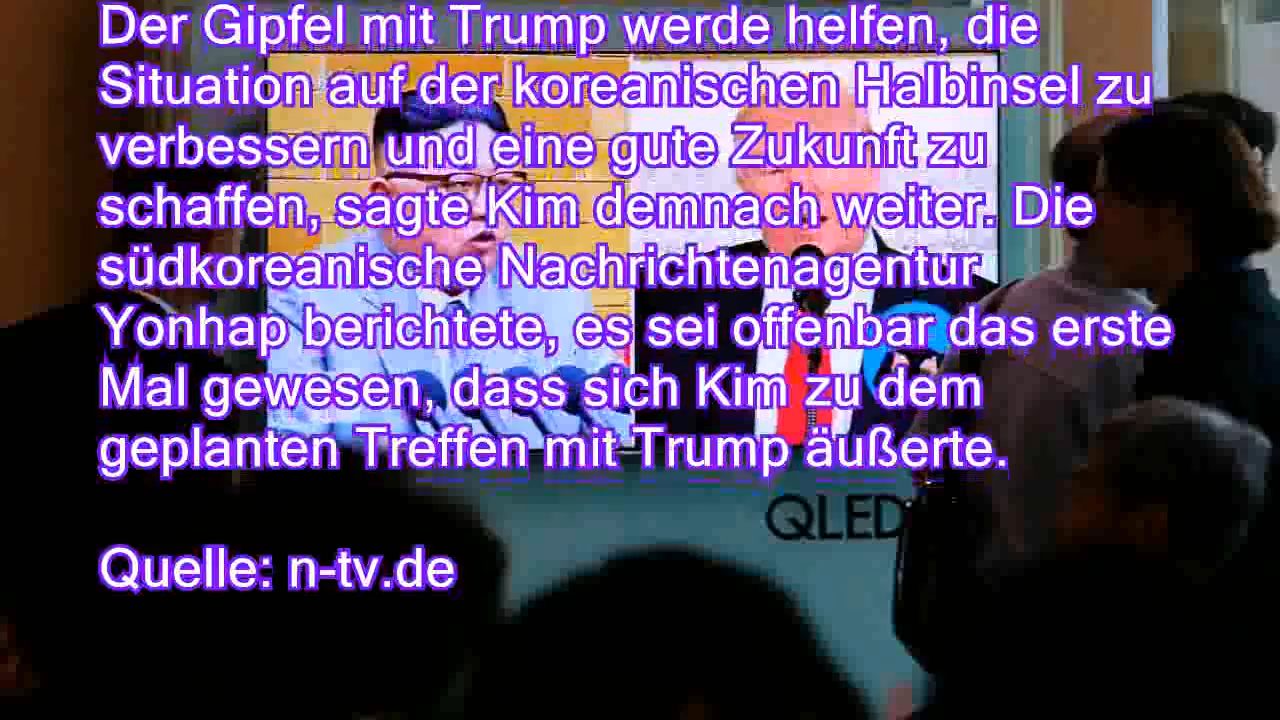 Der Gipfel mit Trump werde helfen, die
Situation auf der koreanischen Halbinsel zu
verbessern und eine gute Zukunft zu
schaffen, sagte Kim demnach weiter. Die
südkoreanische Nachrichtenagentur
Yonhap berichtete, es sei offenbar das erste
Mal gewesen, dass sich Kim zu dem
geplanten Treffen mit Trump äußerte.
QLED
Quelle: n-tv.de